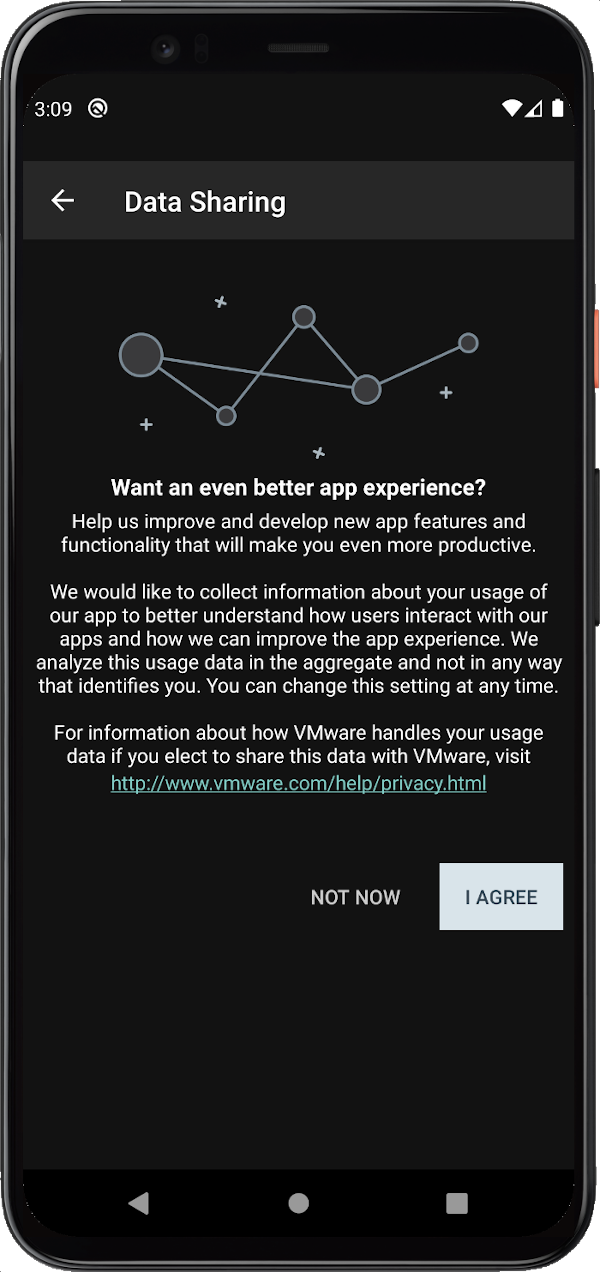 3:09
Data Sharing
Want an even better app experience?
Help us improve and develop new app features and
functionality that will make you even more productive.
We would like to collect information about your usage of
our app to better understand how users interact with our
apps and how we can improve the app experience. We
analyze this usage data in the aggregate and not in any way
that identifies you. You can change this setting at any time.
For information about how VMware handles your usage
data if you elect to share this data with VMware, visit
http://www.vmware.com/help/privacy.html
NOT NOW
I AGREE